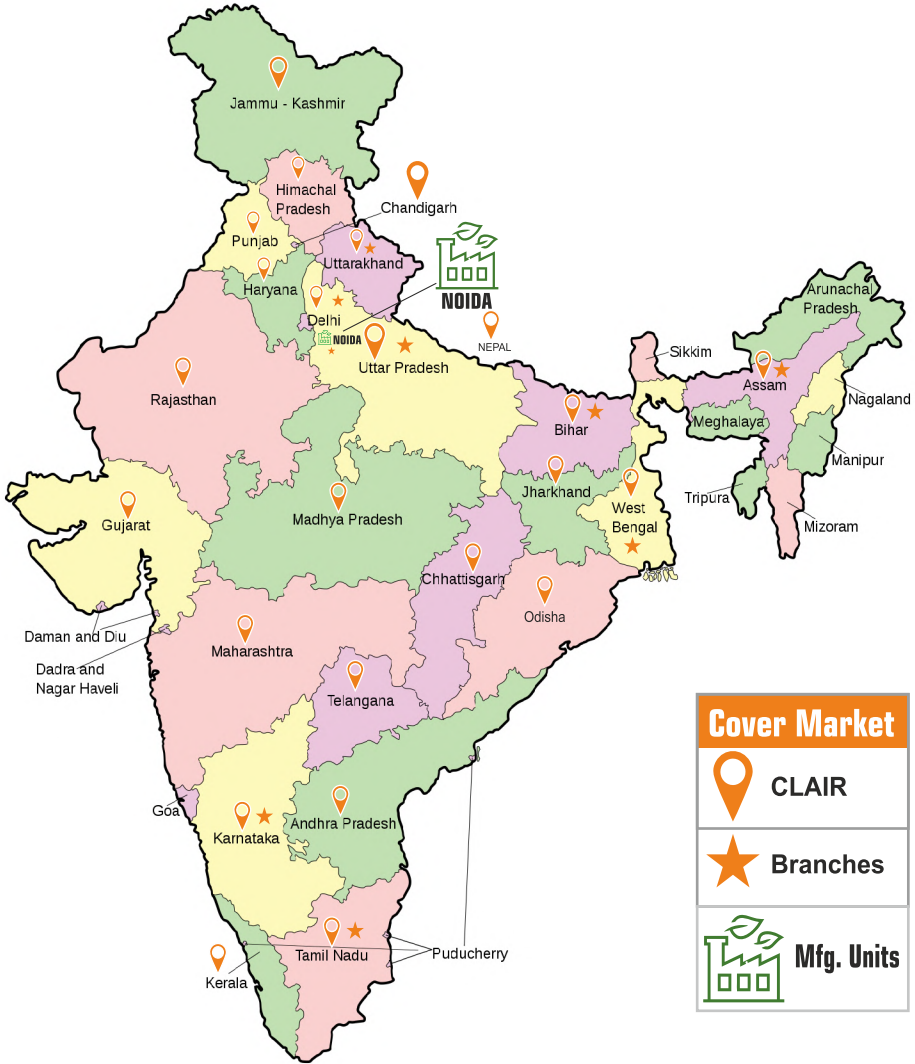 Jammu - Kashmir
Himachal
Pradesh
Chandigarh
Punjab
Uttarakhand
Haryana
NOIDA
Delhi
NOIDA
NEPAL
Uttar Pradesh
Rajasthan
Arunachal
Pradesh
Sikkim
Assam
Nagaland
Meghalaya
Manipur
Tripura
Mizoram
Bihar
Jharkhand
West
Bengal
Gujarat
Madhya Pradesh
Chhattisgarh
Odisha
Daman and Diu
Dadra and
Nagar Haveli
Maharashtra
Telangana
Goa
Karnataka
Andhra Pradesh
Tamil Nadu
Puducherry
Kerala
Cover Market
CLAIR
Branches
Mfg. Units